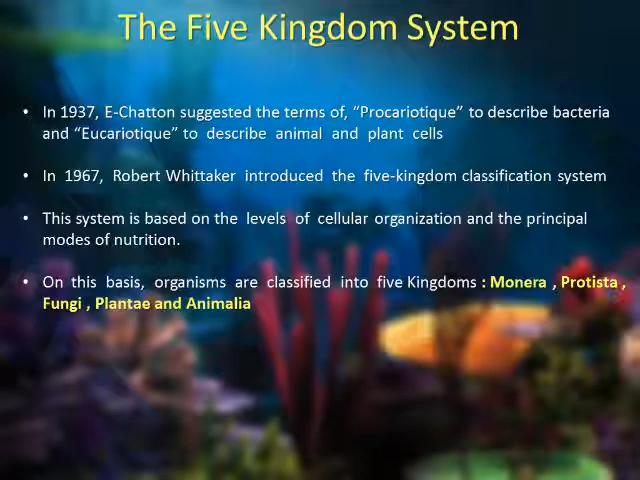 The Five Kingdom System
• In 1937, E-Chatton suggested the terms of, “Procariotique” to describe bacteria
and “Eucariotique” to describe animal and plant cells
• In 1967, Robert Whittaker introduced the five-kingdom classification system
• This system is based on the levels of cellular organization and the principal
modes of nutrition.
• On this basis, organisms are classified into five Kingdoms : Monera , Protista ,
Fungi , Plantae and Animalia